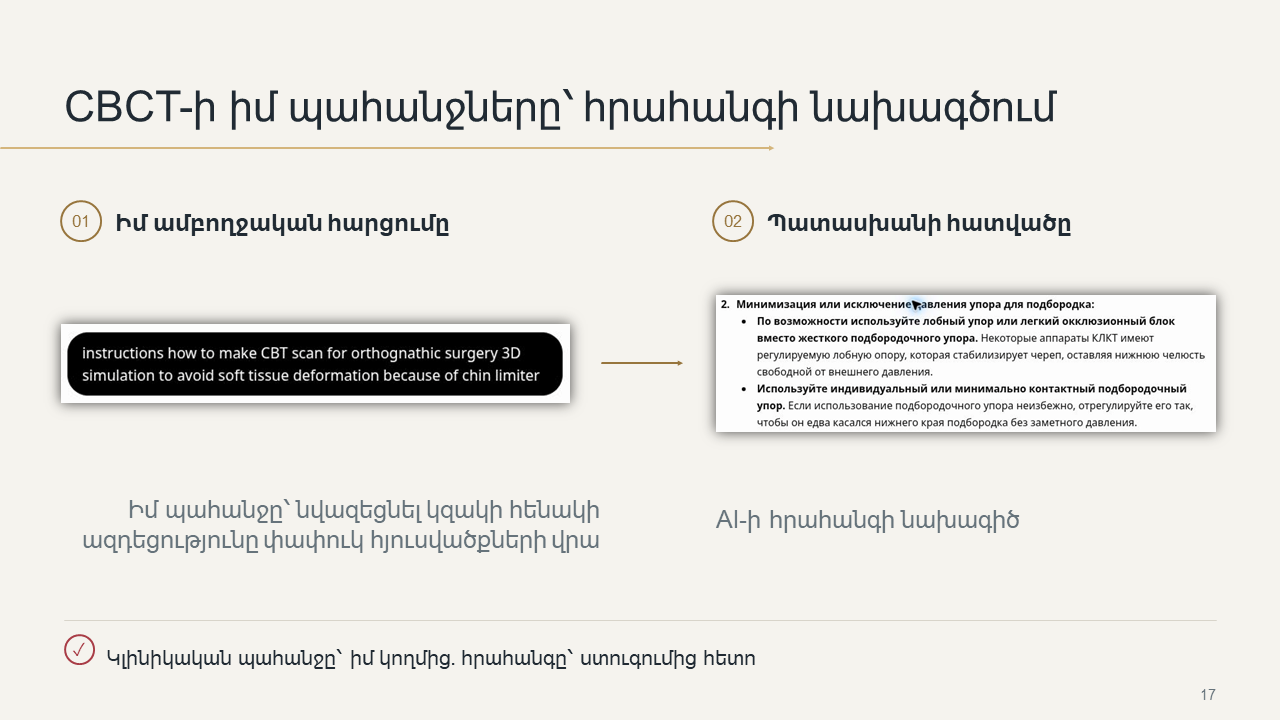 CBCT-ի իմ պահանջները՝ հրահանգի նախագծում
01
Իմ ամբողջական հարցումը
instructions how to make CBT scan for orthognathic surgery 3D
simulation to avoid soft tissue deformation because of chin limiter
Իմ պահանջը՝ նվազեցնել կզակի հենակի
ազդեցությունը փափուկ հյուսվածքների վրա
02
Պատասխանի հատվածը
2. Минимизация или исключение авления упора для подбородка:
• По возможности используйте лобный упор или легкий окклюзионный блок
вместо жесткого подбородочного упора. Некоторые аппараты КЛКТ имеют
регулируемую лобную опору, которая стабилизирует череп, оставляя нижнюю челюсть
свободной от внешнего давления.
• Используйте индивидуальный или минимально контактный подбородочный
упор. Если использование подбородочного упора неизбежно, отрегулируйте его так,
чтобы он едва касался нижнего края подбородка без заметного давления.
AI-ի հրահանգի նախագիծ
Կլինիկական պահանջը՝ իմ կողմից. հրահանգը՝ ստուգումից հետո
17